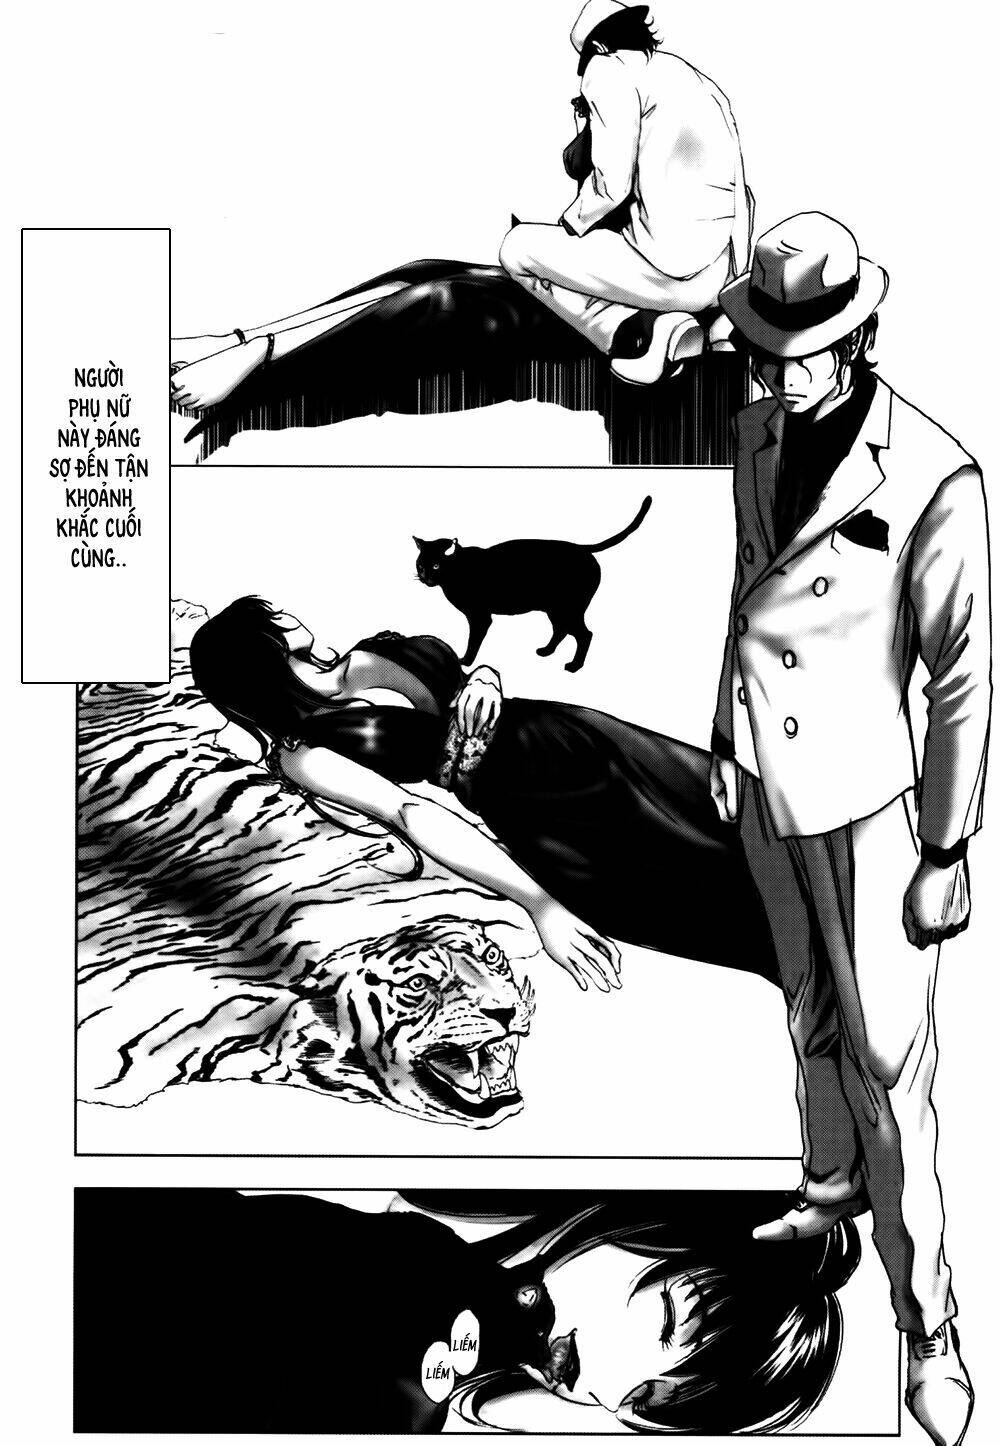 NGƯỜI
PHỤ NỮ
NÀY ĐÁNG
SỢ ĐẾN TẬN
KHOẢNH
KHẮC CUỐI
CÙNG..
LIẾM
LIẾM